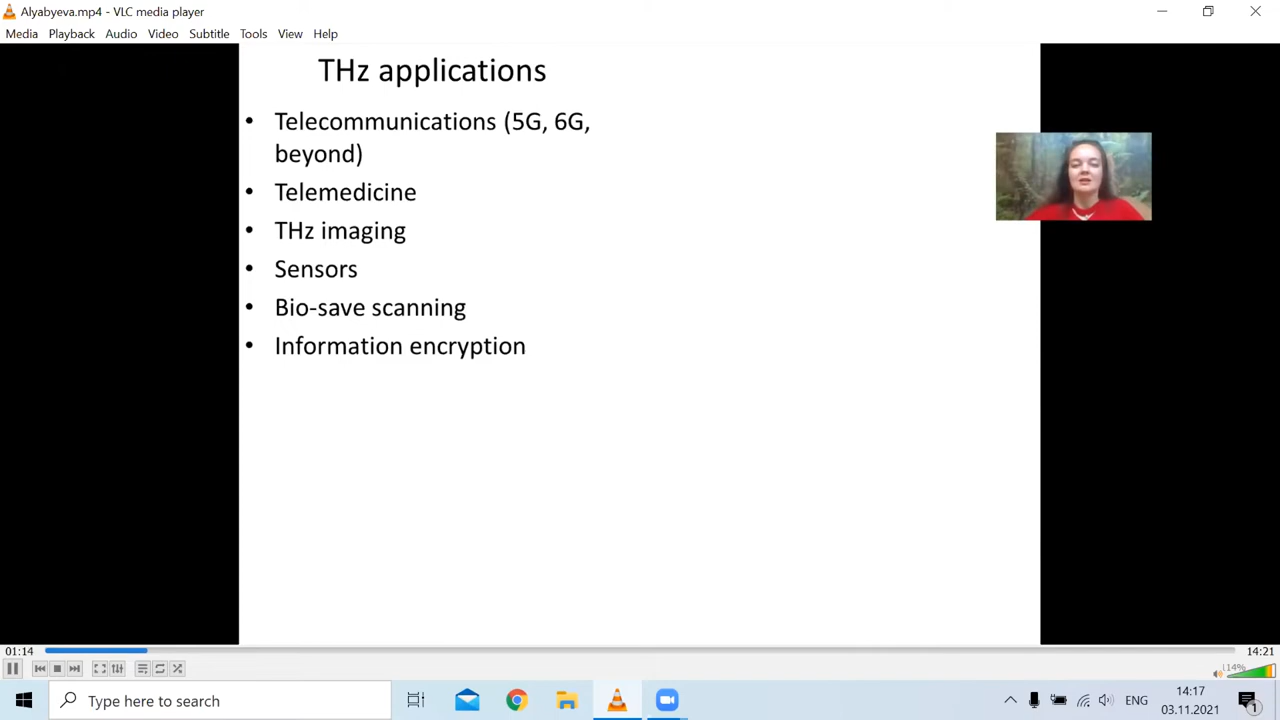 Alyabyeva.mp4 - VLC media player
Media Playback Audio Video Subtitle Tools View Help
THz applications
• Telecommunications (5G, 6G,
beyond)
• Telemedicine
• THz imaging
• Sensors
• Bio-save scanning
• Information encryption
01:14
14:21
114%
Type here to search
ENG
14:17
03.11.2021
1